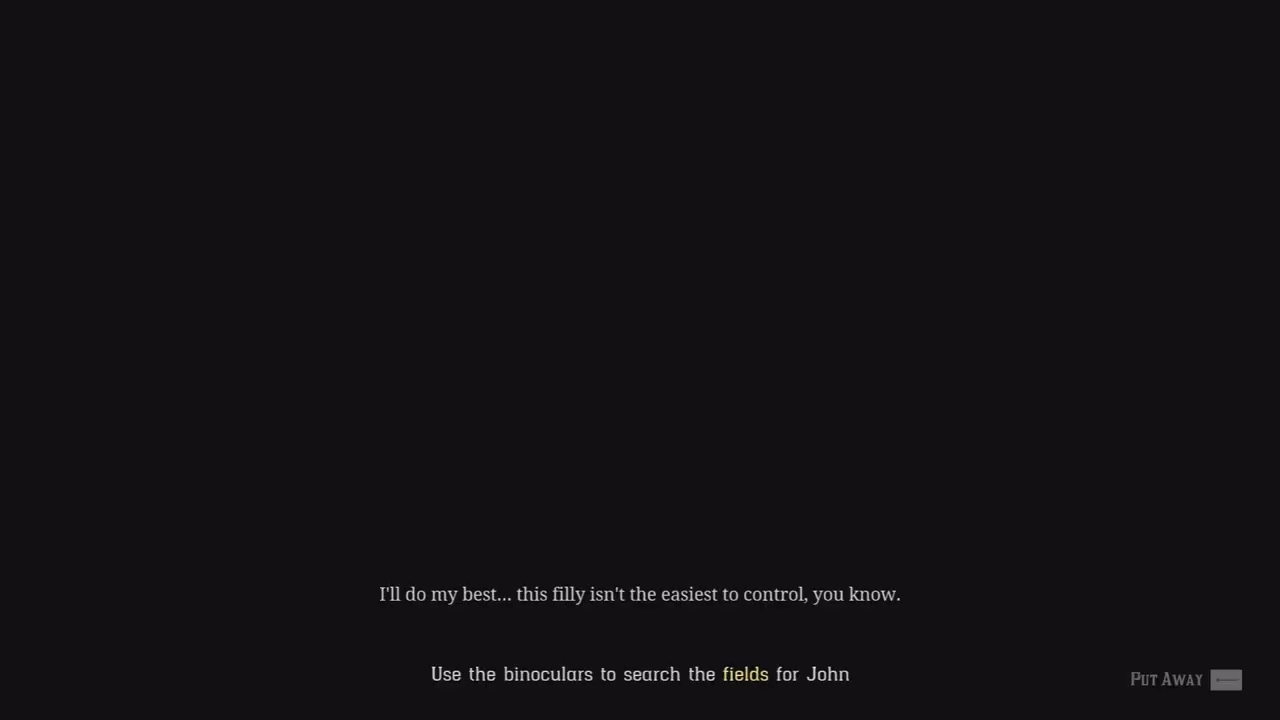 I'll do my best... this filly isn't the easiest to control, you know.
Use the binoculars to search the fields for John
Put Away